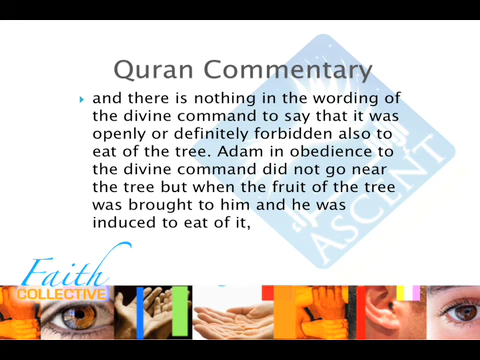 Quran Commentary
and there is nothing in the wording of
the divine command to say that it was
openly or definitely forbidden also to
eat of the tree. Adam in obedience to
the divine command did not go near
the tree but when the fruit of the tree
was brought to him and he was
induced to eat of it,
ASCENT
Faith
COLLECTIVE